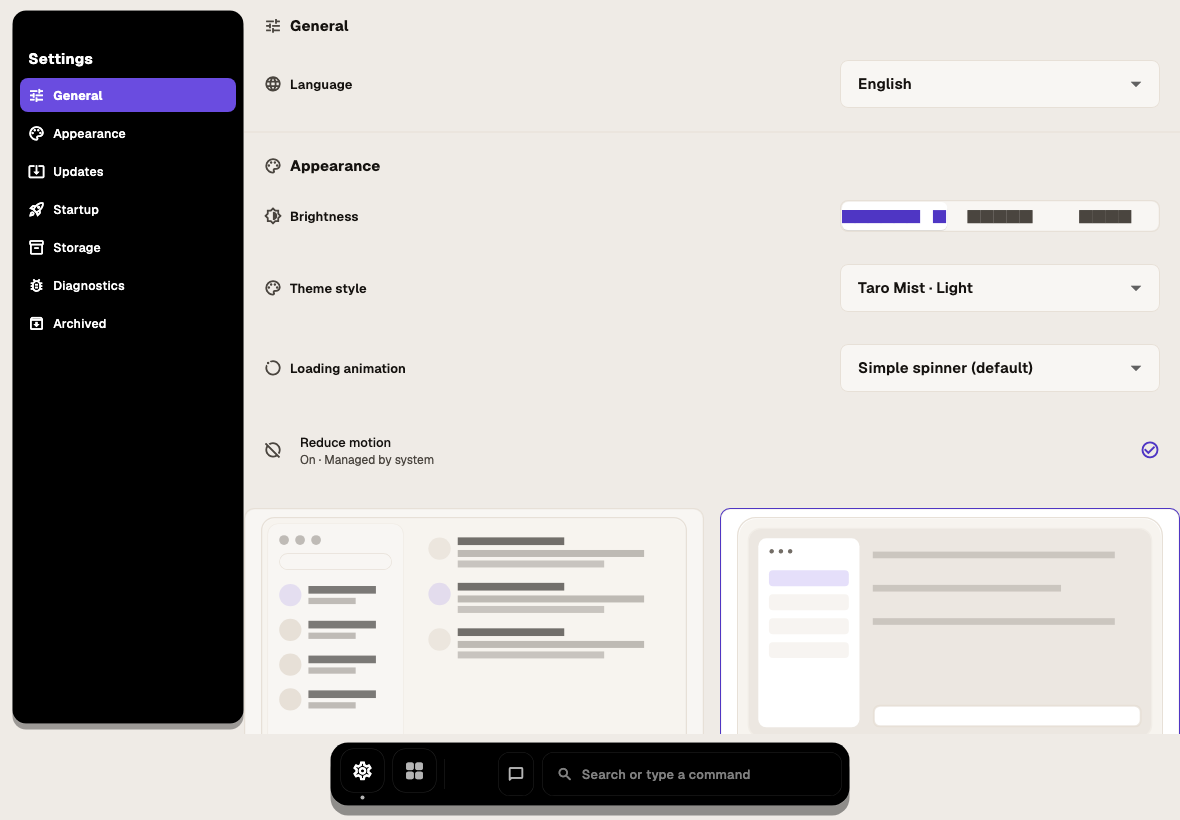 Settings
General
Appearance
Updates
Startup
Storage
Diagnostics
Archived
General
Language
English
Appearance
Brightness
Theme style
Taro Mist · Light
Loading animation
Simple spinner (default)
Reduce motion
On · Managed by system
Search or type a command